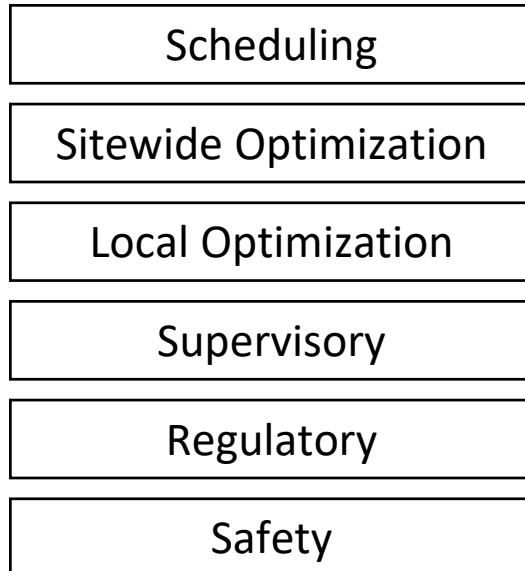 Scheduling
Sitewide Optimization
Local Optimization
Supervisory
Regulatory
Safety